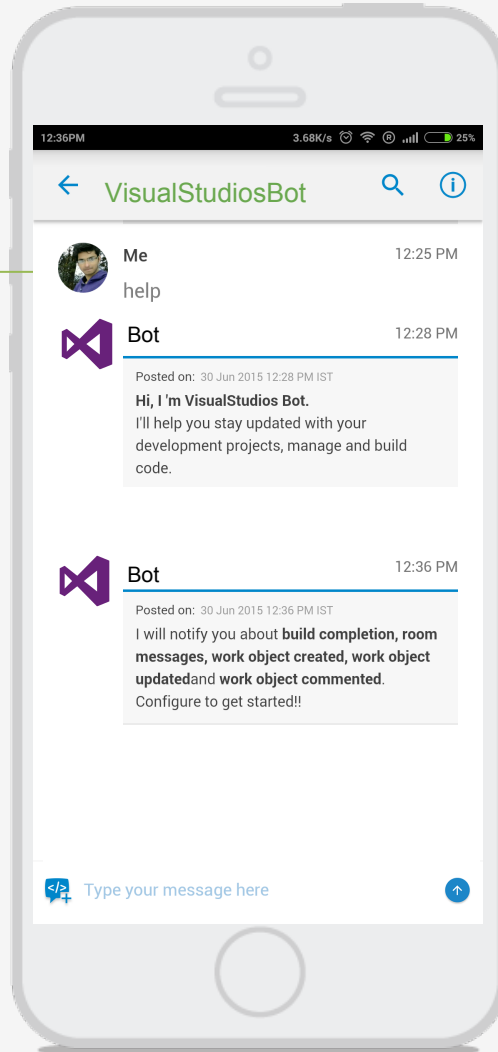 12:36PM 3.68K/s R 25%
VisualStudiosBot
Me 12:25 PM
help
Bot 12:28 PM
Posted on: 30 Jun 2015 12:28 PM IST
Hi, I 'm VisualStudios Bot.
I'll help you stay updated with your
development projects, manage and build
code.
Bot 12:36 PM
Posted on: 30 Jun 2015 12:36 PM IST
I will notify you about build completion, room
messages, work object created, work object
updatedand work object commented.
Configure to get started!!
</> Type your message here